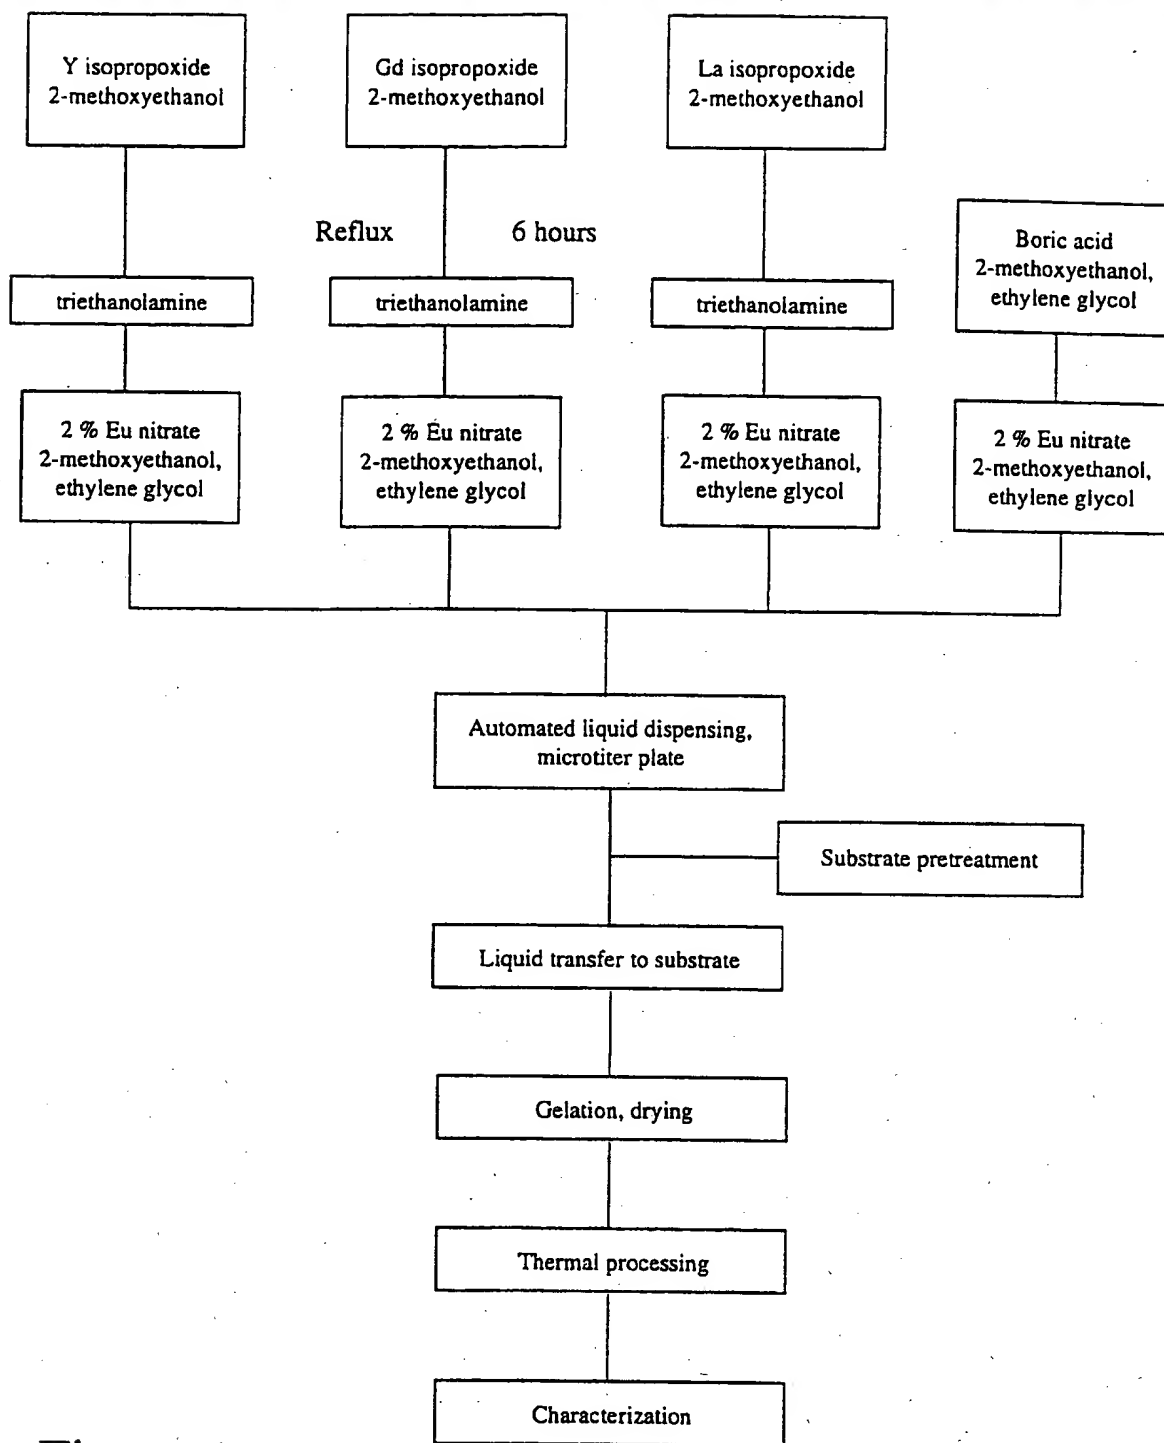 Y isopropoxide
2-methoxyethanol
Gd isopropoxide
2-methoxyethanol
La isopropoxide
2-methoxyethanol
Reflux 6 hours
Boric acid
2-methoxyethanol,
ethylene glycol
triethanolamine
triethanolamine
triethanolamine
2 % Eu nitrate
2-methoxyethanol,
ethylene glycol
2 % Eu nitrate
2-methoxyethanol,
ethylene glycol
2 % Eu nitrate
2-methoxyethanol,
ethylene glycol
2 % Eu nitrate
2-methoxyethanol,
ethylene glycol
Automated liquid dispensing,
microtiter plate
Substrate pretreatment
Liquid transfer to substrate
Gelation, drying
Thermal processing
Characterization